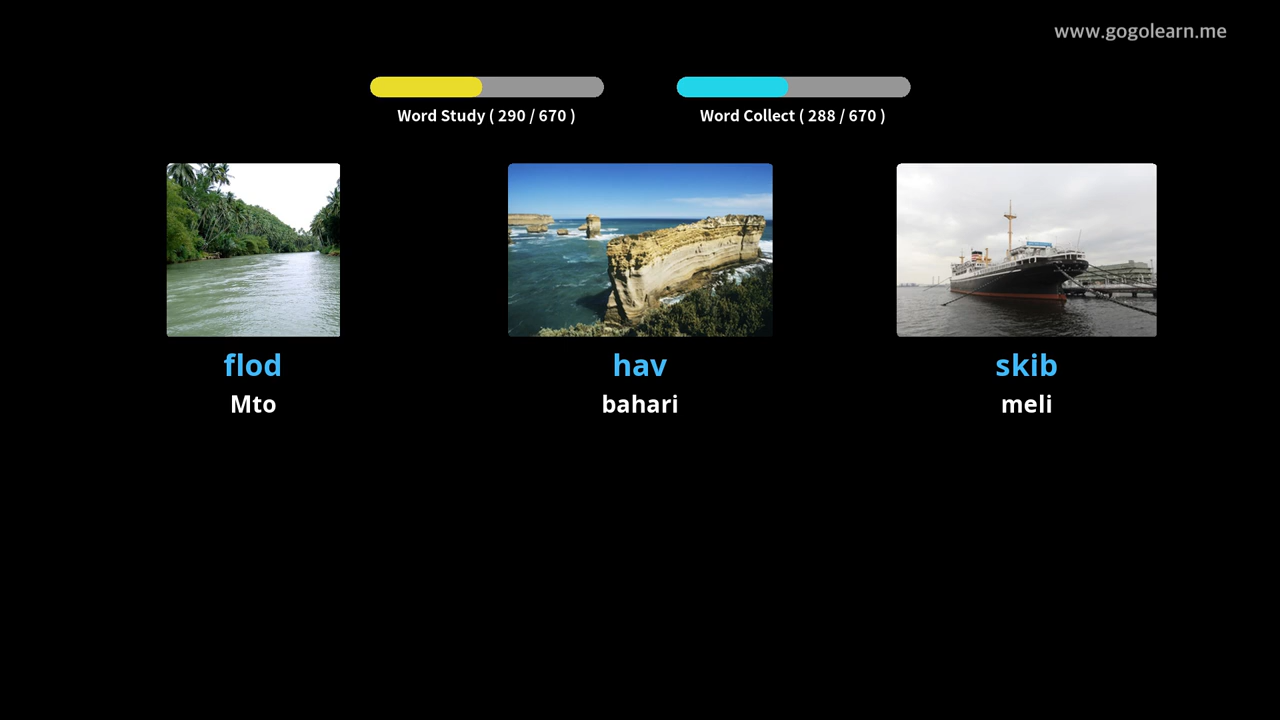 www.gogolearn.me
Word Study ( 290 / 670 )
Word Collect ( 288 / 670 )
flod
hav
skib
Mto
bahari
meli